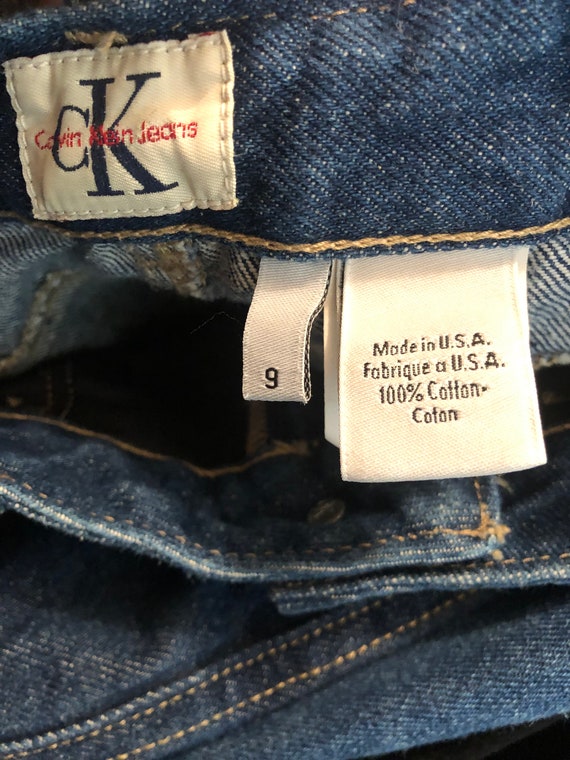 CK
Calvin Klein Jeans
9
Made in U.S.A.
Fabrique a U.S.A.
100% Cotton-
Coton